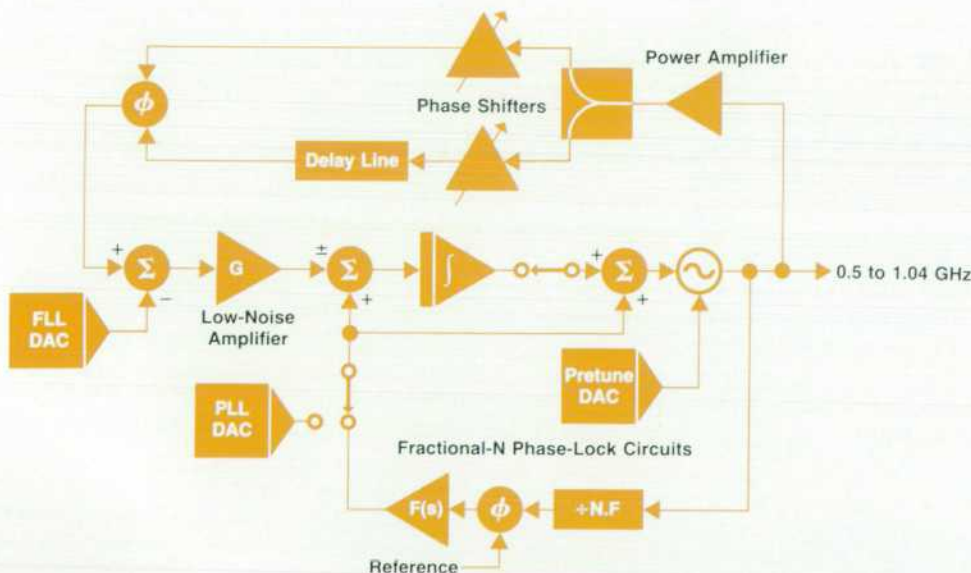 Power Amplifier
Phase Shifters
ϕ
Delay Line
+
Σ
−
G
±
Σ
+
∫
+
Σ
+
0.5 to 1.04 GHz
FLL
DAC
Low-Noise
Amplifier
PLL
DAC
Pretune
DAC
Fractional-N Phase-Lock Circuits
F(s)
ϕ
÷N.F
Reference